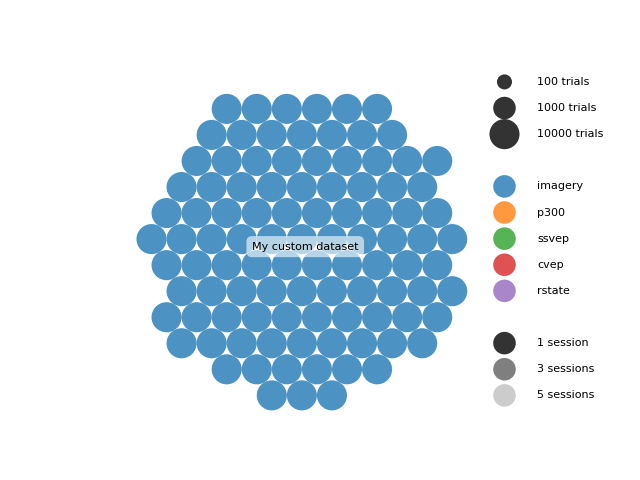 100 trials
1000 trials
10000 trials
imagery
p300
ssvep
My custom dataset
cvep
rstate
1 session
3 sessions
5 sessions